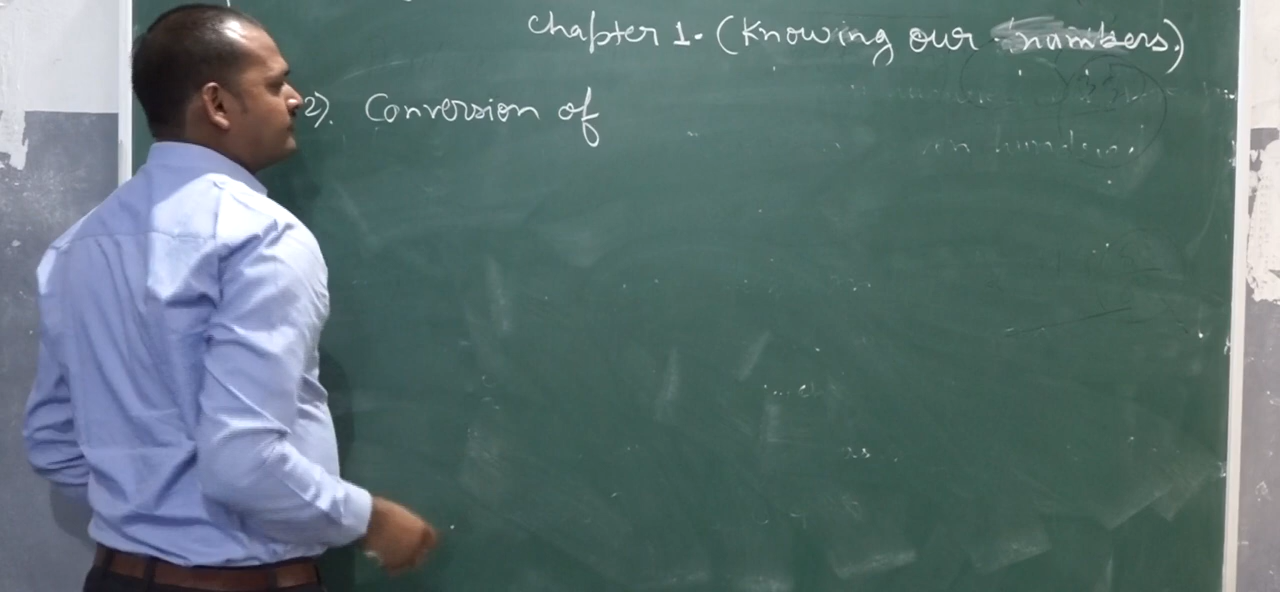 Chapter 1. (Knowing our numbers.)
2). Conversion of